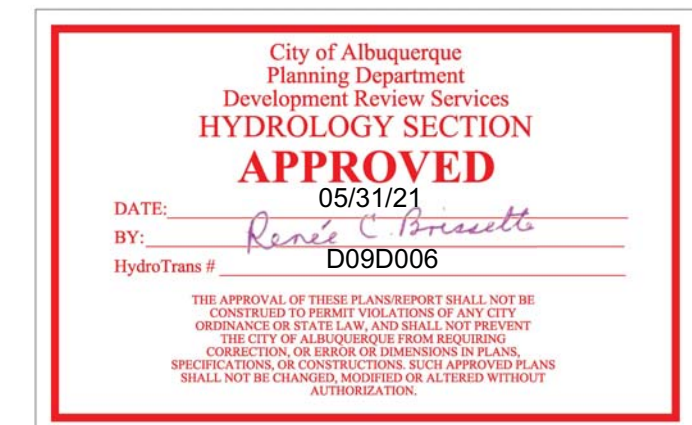 City of Albuquerque
Planning Department
Development Review Services
HYDROLOGY SECTION
APPROVED
DATE: 05/31/21
BY: Renée C. Brissette
HydroTrans # D09D006
THE APPROVAL OF THESE PLANS/REPORT SHALL NOT BE
CONSTRUED TO PERMIT VIOLATIONS OF ANY CITY
ORDINANCE OR STATE LAW, AND SHALL NOT PREVENT
THE CITY OF ALBUQUERQUE FROM REQUIRING
CORRECTION, OR ERROR OR DIMENSIONS IN PLANS,
SPECIFICATIONS, OR CONSTRUCTIONS. SUCH APPROVED PLANS
SHALL NOT BE CHANGED, MODIFIED OR ALTERED WITHOUT
AUTHORIZATION.